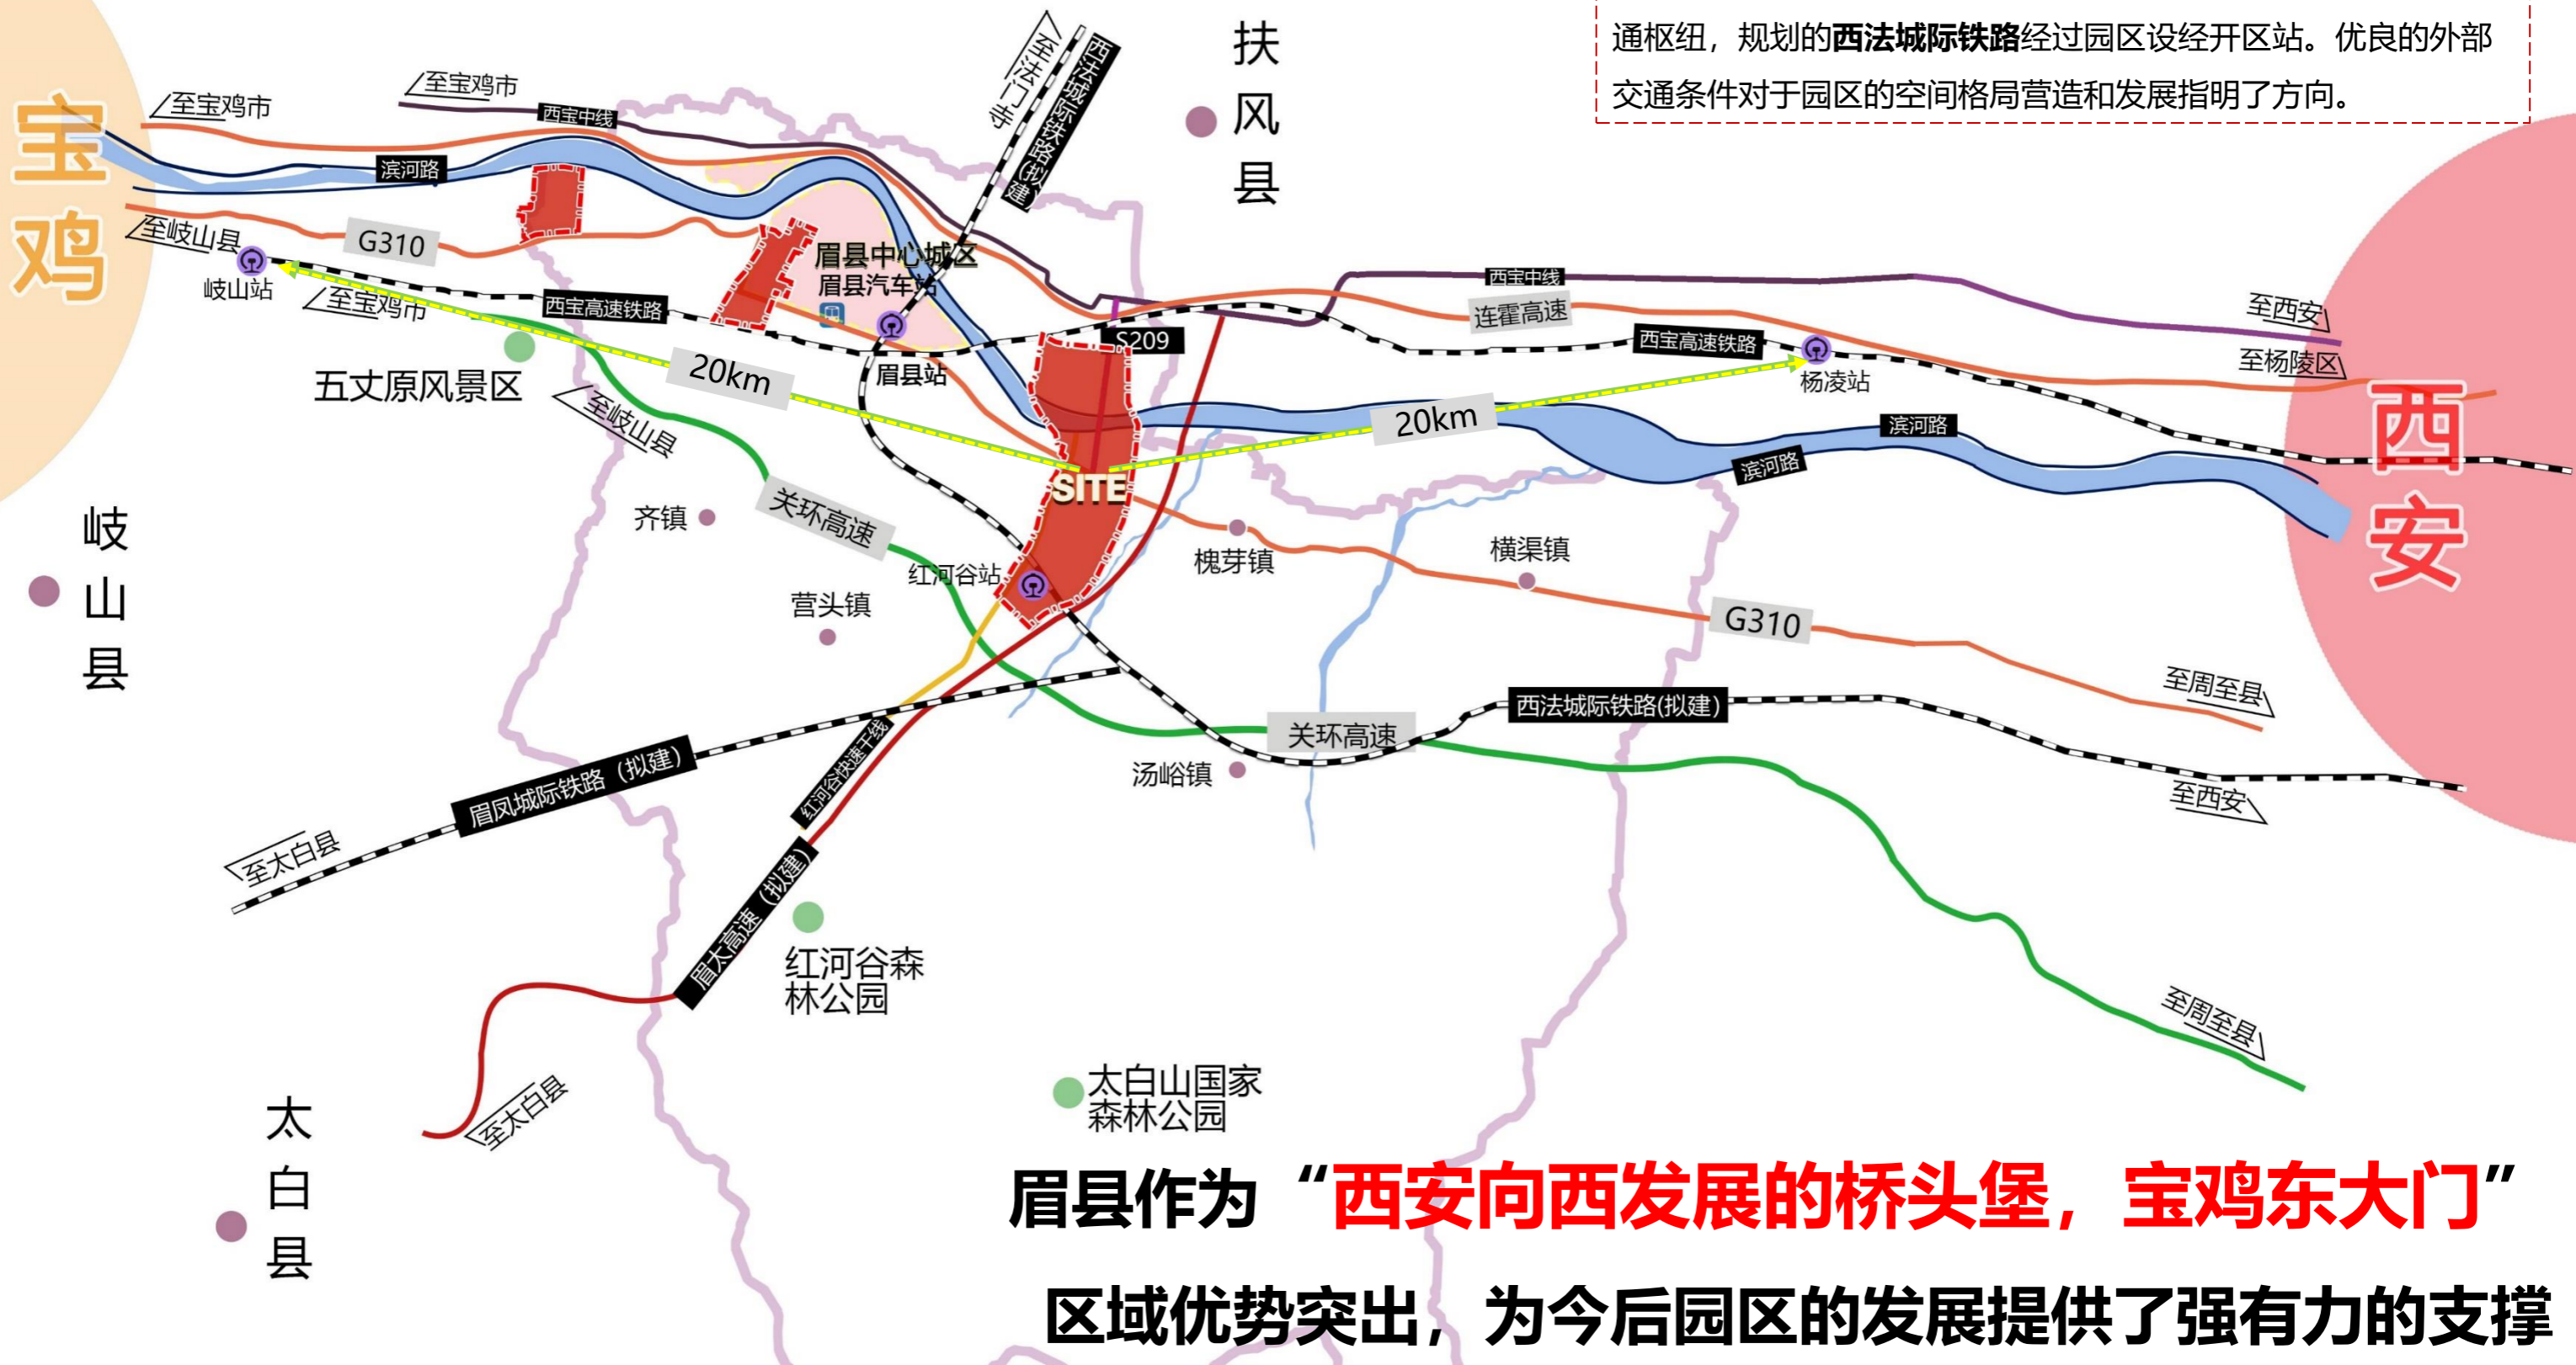 通枢纽，规划的西法城际铁路经过园区设经开区站。优良的外部
交通条件对于园区的空间格局营造和发展指明了方向。
宝鸡
西安
扶风县
岐山县
太白县
至宝鸡市
至宝鸡市
西宝中线
滨河路
至法门寺
西法城际铁路(拟建)
至岐山县
G310
岐山站
至宝鸡市
西宝高速铁路
眉县中心城区
眉县汽车站
眉县站
S209
西宝中线
连霍高速
西宝高速铁路
杨凌站
至西安
至杨陵区
五丈原风景区
20km
20km
至岐山县
滨河路
滨河路
SITE
齐镇
关环高速
红河谷站
营头镇
槐芽镇
横渠镇
G310
至周至县
西法城际铁路(拟建)
关环高速
汤峪镇
至西安
眉凤城际铁路（拟建）
红河谷快速干线
至太白县
眉太高速（拟建）
红河谷森
林公园
至周至县
至太白县
太白山国家
森林公园
眉县作为“西安向西发展的桥头堡，宝鸡东大门”
区域优势突出，为今后园区的发展提供了强有力的支撑